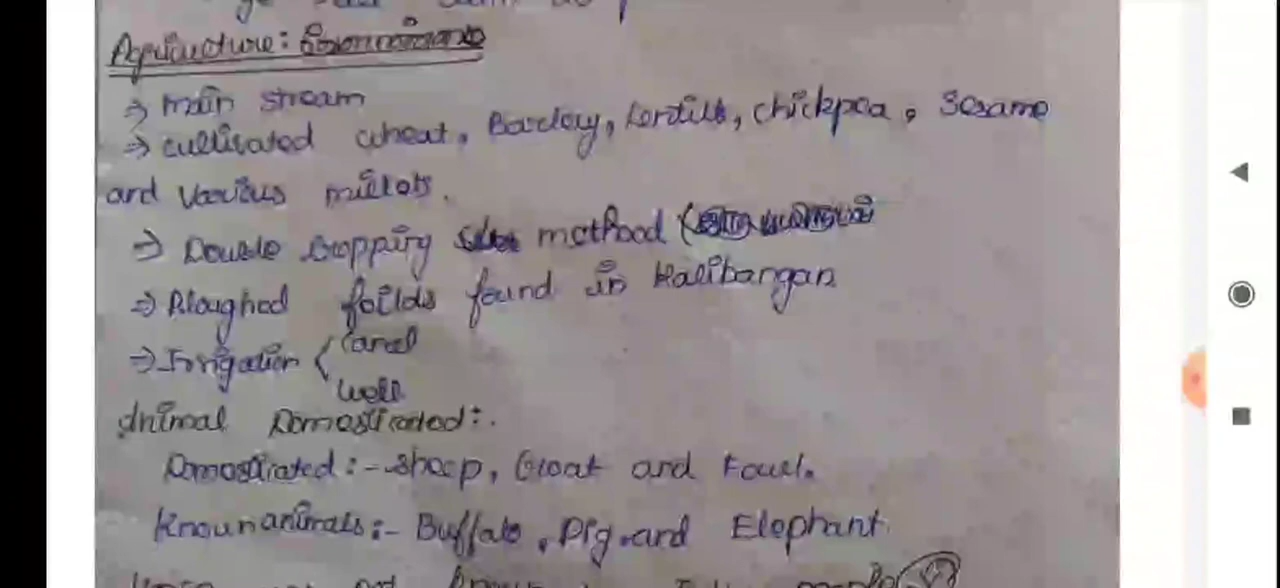 Agriculture:
⇒ main stream
⇒ cultivated wheat, Barley, Lentils, chickpea, Sesame
and Various millets.
⇒ Double cropping method (
⇒ Ploughed foilds found in Kalibangan
⇒ Irrigation < Canal
Well
Animal Domesticated:-
Domesticated:- Sheep, Goat and Fowl.
Known animals:- Buffalo, Pig and Elephant